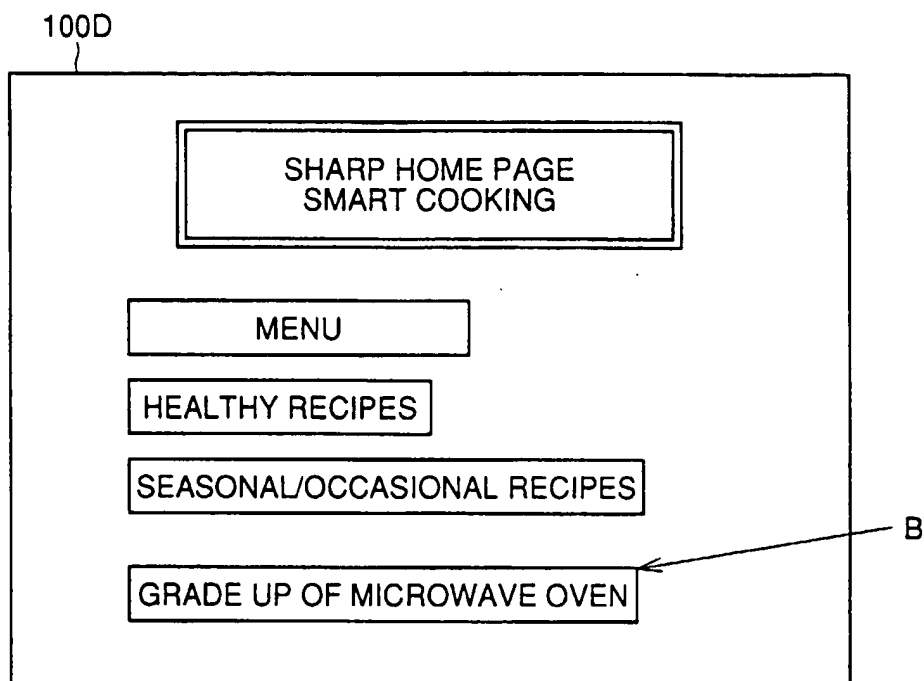 100D
SHARP HOME PAGE
SMART COOKING
MENU
HEALTHY RECIPES
SEASONAL/OCCASIONAL RECIPES
B
GRADE UP OF MICROWAVE OVEN